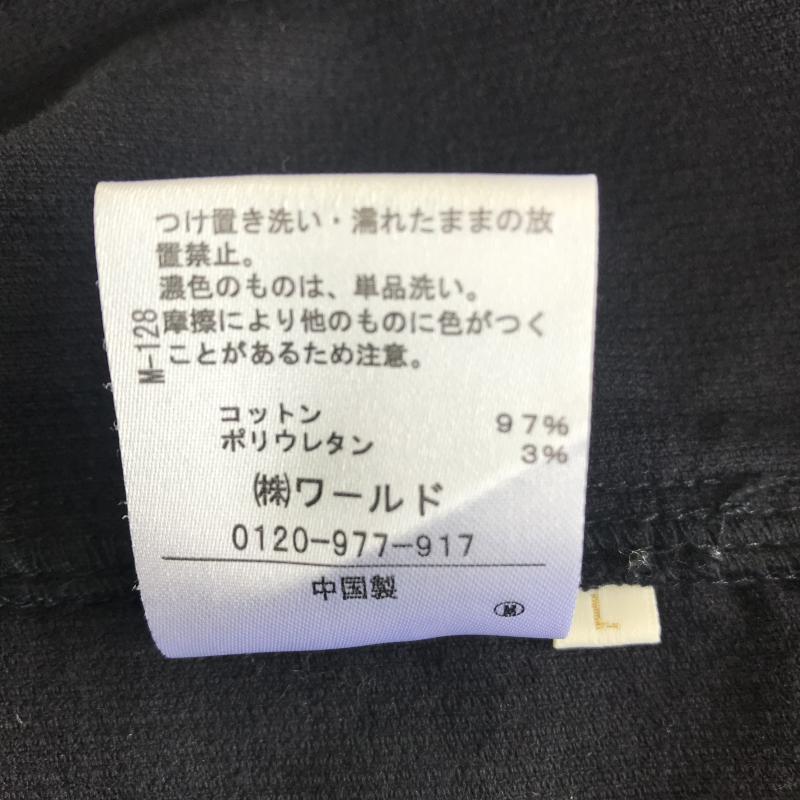 つけ置き洗い・濡れたままの放
置禁止。
濃色のものは、単品洗い。
摩擦により他のものに色がつく
ことがあるため注意。
M-128
コットン 97%
ポリウレタン 3%
㈱ワールド
0120-977-917
中国製
Ⓜ
L